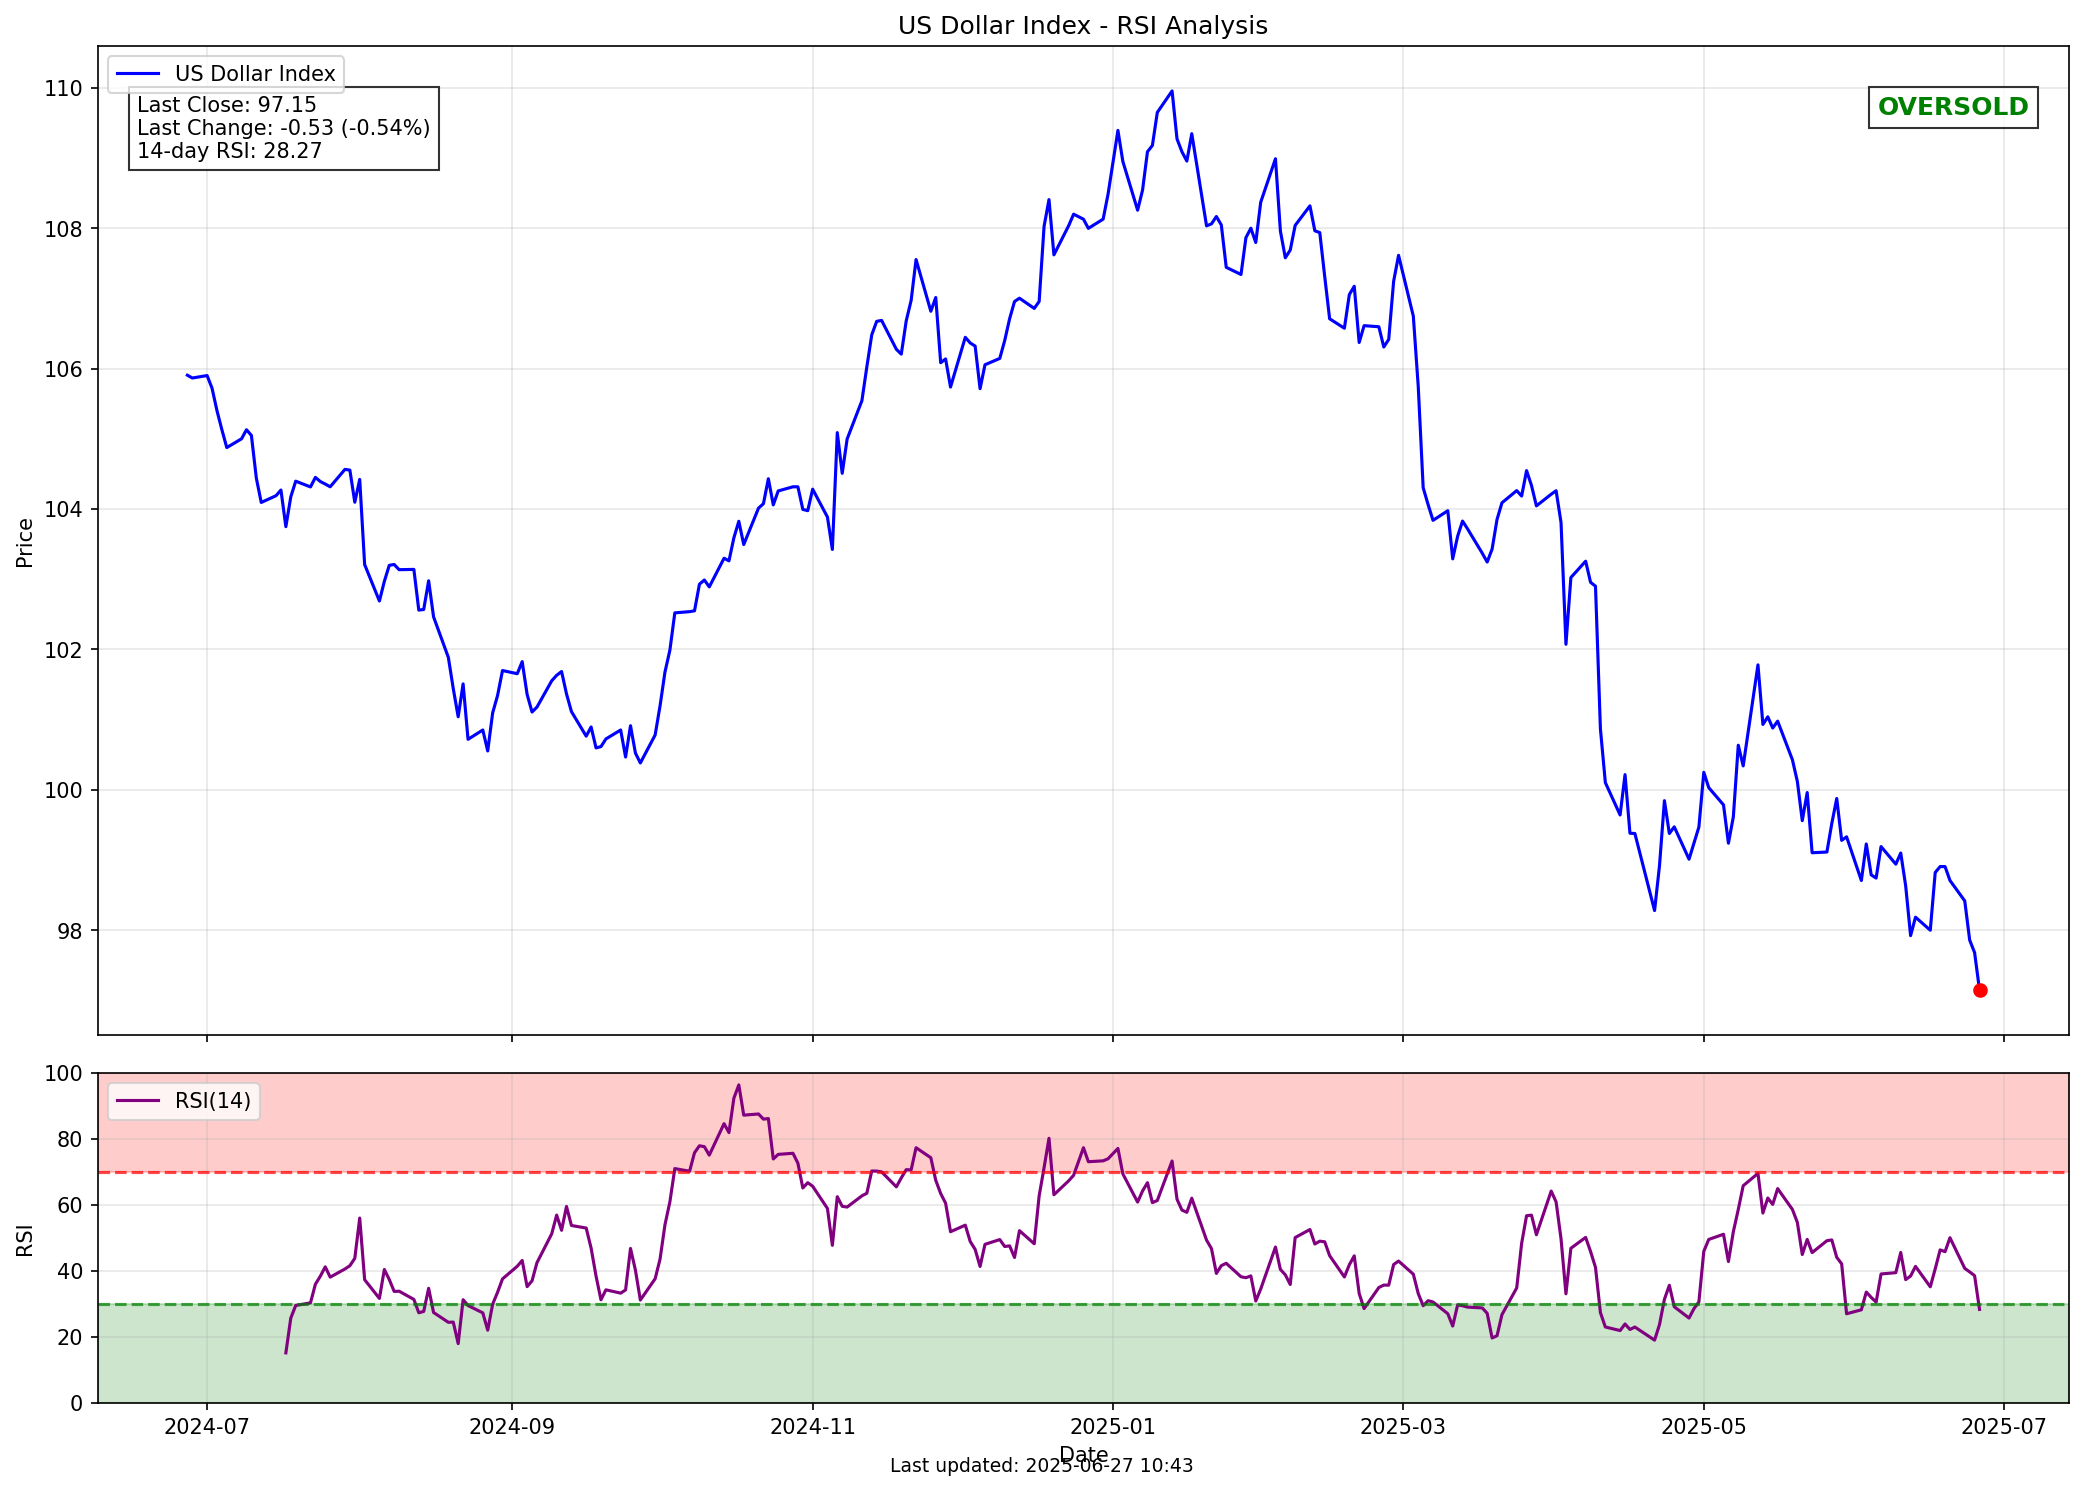 US Dollar Index - RSI Analysis
US Dollar Index
Last Close: 97.15
Last Change: -0.53 (-0.54%)
14-day RSI: 28.27
OVERSOLD
110
108
106
104
102
100
98
Price
RSI(14)
100
80
60
40
20
0
RSI
2024-07 2024-09 2024-11 2025-01 2025-03 2025-05 2025-07
Date
Last updated: 2025-06-27 10:43